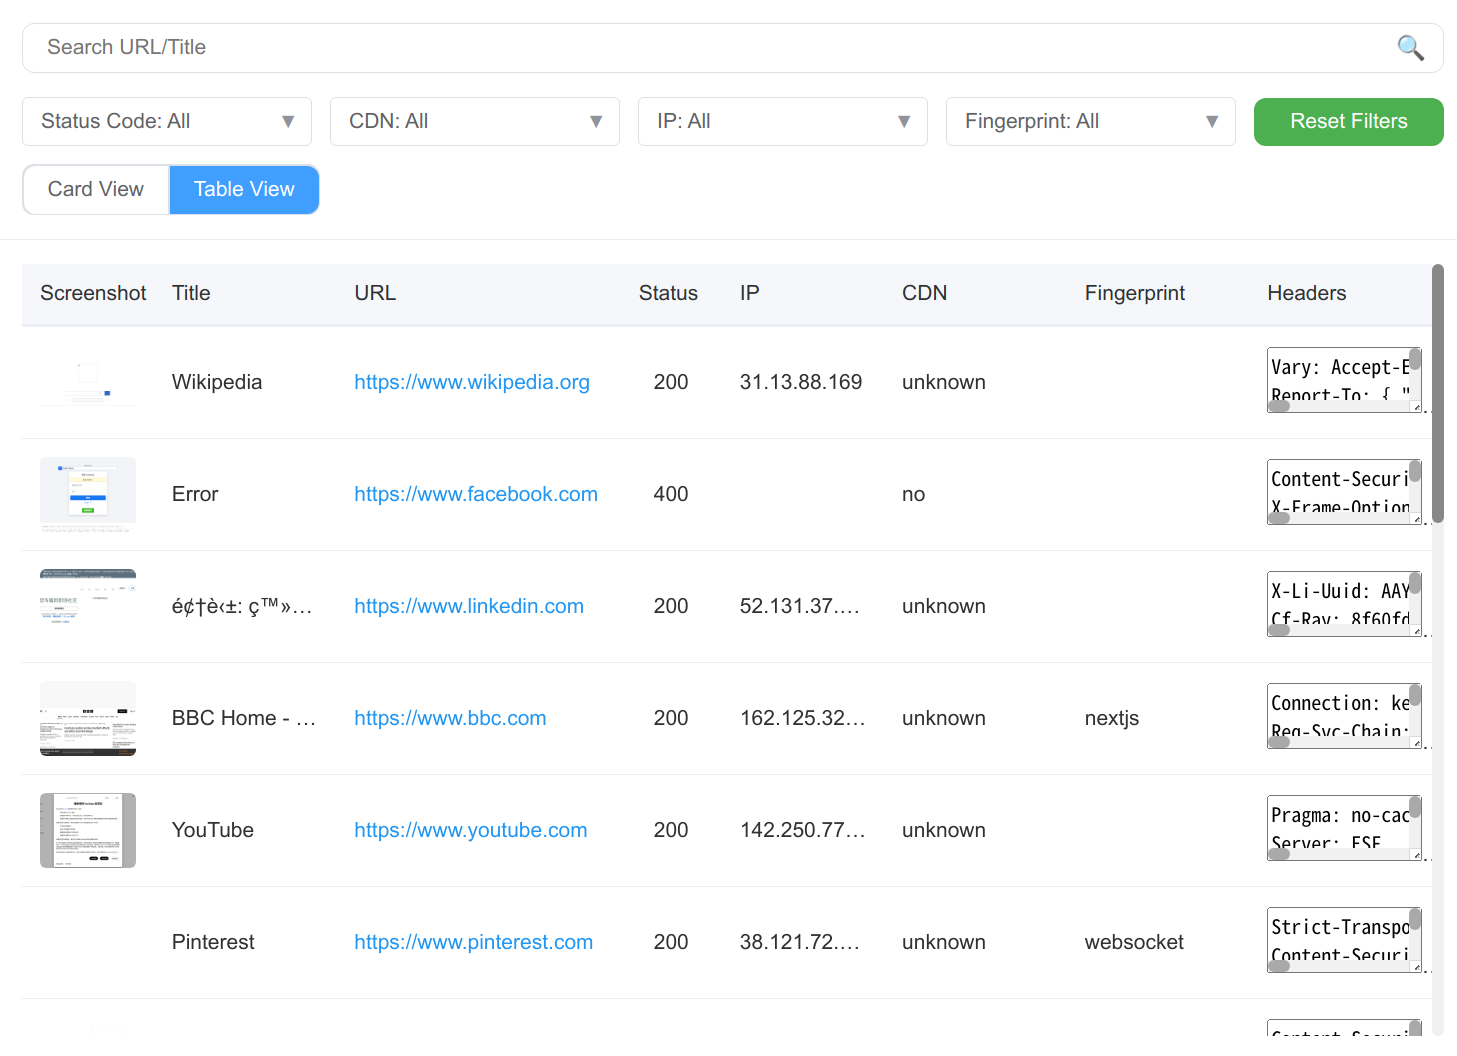 Search URL/Title
Status Code: All ▼ CDN: All ▼ IP: All ▼ Fingerprint: All ▼ Reset Filters
Card View Table View
Screenshot Title URL Status IP CDN Fingerprint Headers
Wikipedia https://www.wikipedia.org 200 31.13.88.169 unknown Vary: Accept-E
Report-To: { "
Error https://www.facebook.com 400 no Content-Securi
X-Frame-Option
é¢†è‹±: ç™»… https://www.linkedin.com 200 52.131.37.… unknown X-Li-Uuid: AAY
Cf-Ray: 8f60fd
BBC Home - … https://www.bbc.com 200 162.125.32… unknown nextjs Connection: ke
Req-Svc-Chain:
YouTube https://www.youtube.com 200 142.250.77… unknown Pragma: no-cac
Server: ESF
Pinterest https://www.pinterest.com 200 38.121.72.… unknown websocket Strict-Transpo
Content-Securi
Content-Securi